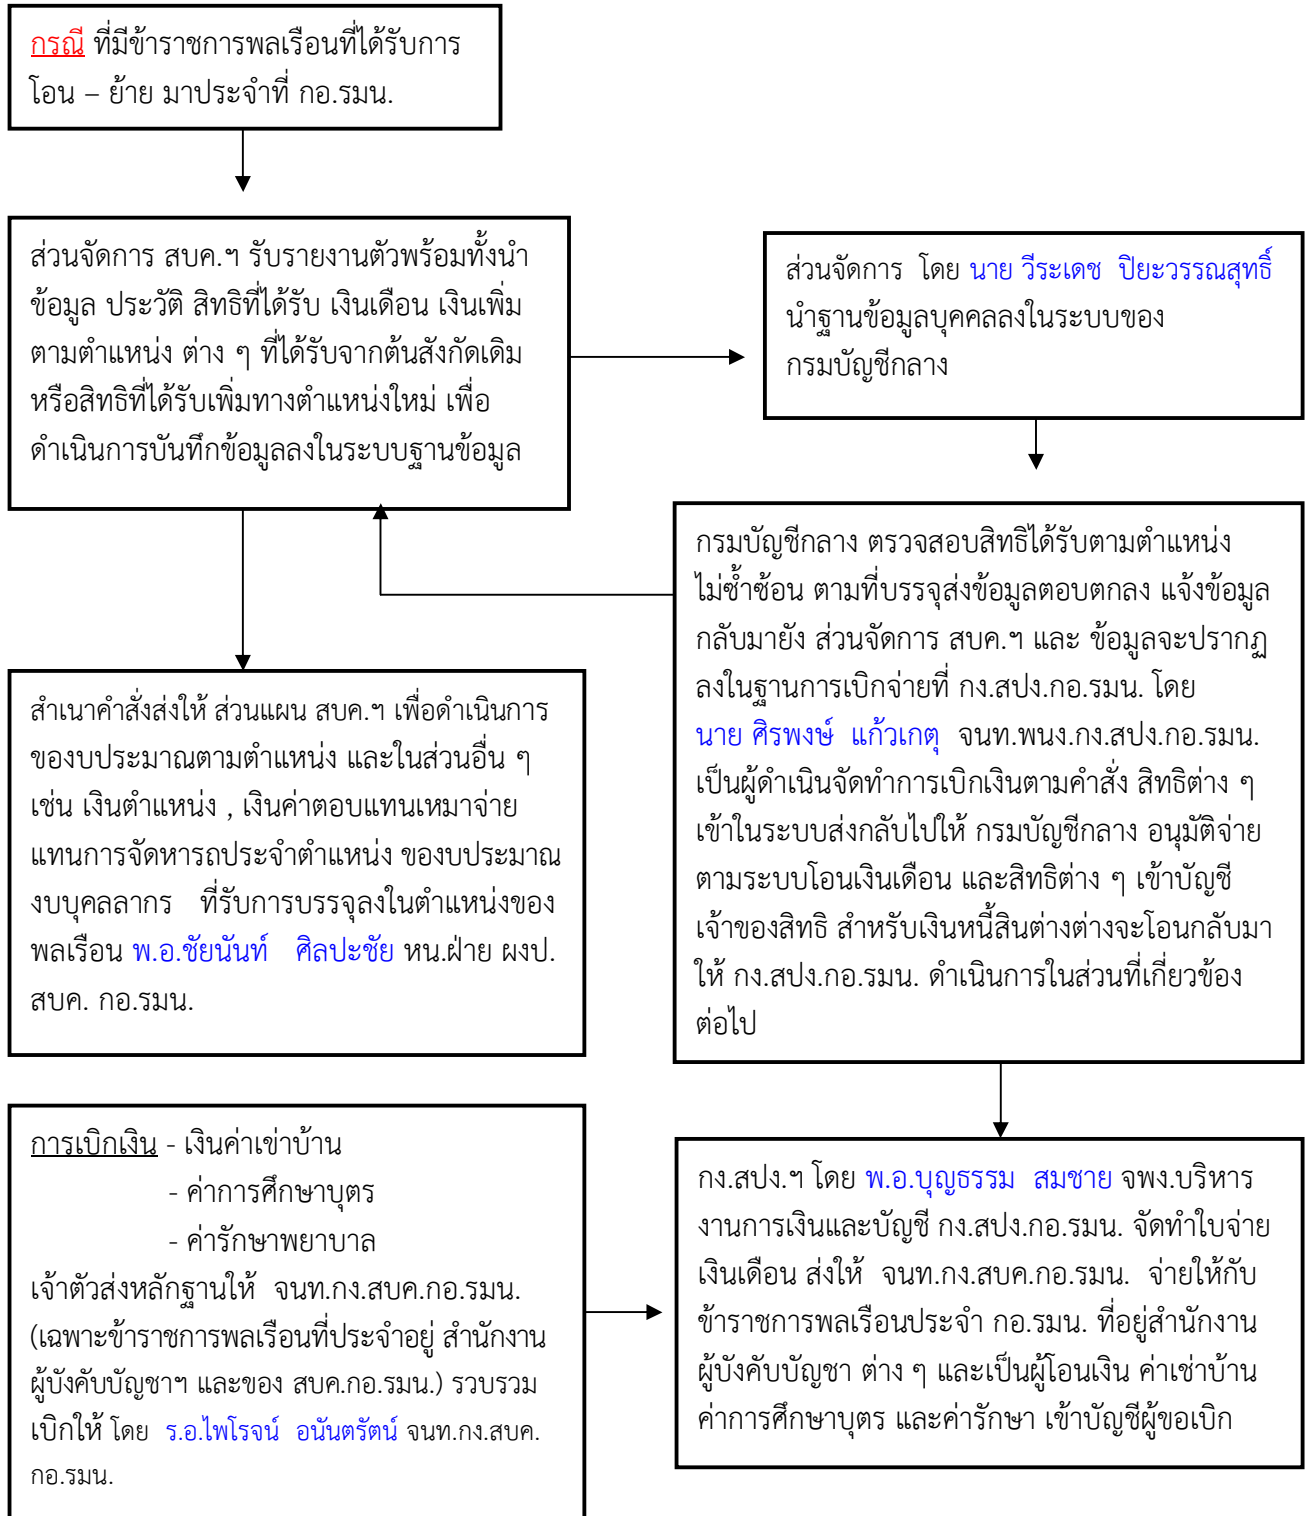 กรณี ที่มีข้าราชการพลเรือนที่ได้รับการ
โอน – ย้าย มาประจำที่ กอ.รมน.
ส่วนจัดการ สบค.ฯ รับรายงานตัวพร้อมทั้งนำ
ข้อมูล ประวัติ สิทธิที่ได้รับ เงินเดือน เงินเพิ่ม
ตามตำแหน่ง ต่าง ๆ ที่ได้รับจากต้นสังกัดเดิม
หรือสิทธิที่ได้รับเพิ่มทางตำแหน่งใหม่ เพื่อ
ดำเนินการบันทึกข้อมูลลงในระบบฐานข้อมูล
ส่วนจัดการ โดย นาย วีระเดช ปิยะวรรณสุทธิ์
นำฐานข้อมูลบุคคลลงในระบบของ
กรมบัญชีกลาง
กรมบัญชีกลาง ตรวจสอบสิทธิได้รับตามตำแหน่ง
ไม่ซ้ำซ้อน ตามที่บรรจุส่งข้อมูลตอบตกลง แจ้งข้อมูล
กลับมายัง ส่วนจัดการ สบค.ฯ และ ข้อมูลจะปรากฏ
ลงในฐานการเบิกจ่ายที่ กง.สปง.กอ.รมน. โดย
นาย ศิรพงษ์ แก้วเกตุ จนท.พนง.กง.สปง.กอ.รมน.
เป็นผู้ดำเนินจัดทำการเบิกเงินตามคำสั่ง สิทธิต่าง ๆ
เข้าในระบบส่งกลับไปให้ กรมบัญชีกลาง อนุมัติจ่าย
ตามระบบโอนเงินเดือน และสิทธิต่าง ๆ เข้าบัญชี
เจ้าของสิทธิ สำหรับเงินหนี้สินต่างต่างจะโอนกลับมา
ให้ กง.สปง.กอ.รมน. ดำเนินการในส่วนที่เกี่ยวข้อง
ต่อไป
สำเนาคำสั่งส่งให้ ส่วนแผน สบค.ฯ เพื่อดำเนินการ
ของบประมาณตามตำแหน่ง และในส่วนอื่น ๆ
เช่น เงินตำแหน่ง , เงินค่าตอบแทนเหมาจ่าย
แทนการจัดหารถประจำตำแหน่ง ของบประมาณ
งบบุคลลากร ที่รับการบรรจุลงในตำแหน่งของ
พลเรือน พ.อ.ชัยนันท์ ศิลปะชัย หน.ฝ่าย ผงป.
สบค. กอ.รมน.
การเบิกเงิน - เงินค่าเข่าบ้าน
- ค่าการศึกษาบุตร
- ค่ารักษาพยาบาล
เจ้าตัวส่งหลักฐานให้ จนท.กง.สบค.กอ.รมน.
(เฉพาะข้าราชการพลเรือนที่ประจำอยู่ สำนักงาน
ผู้บังคับบัญชาฯ และของ สบค.กอ.รมน.) รวบรวม
เบิกให้ โดย ร.อ.ไพโรจน์ อนันตรัตน์ จนท.กง.สบค.
กอ.รมน.
กง.สปง.ฯ โดย พ.อ.บุญธรรม สมชาย จพง.บริหาร
งานการเงินและบัญชี กง.สปง.กอ.รมน. จัดทำใบจ่าย
เงินเดือน ส่งให้ จนท.กง.สบค.กอ.รมน. จ่ายให้กับ
ข้าราชการพลเรือนประจำ กอ.รมน. ที่อยู่สำนักงาน
ผู้บังคับบัญชา ต่าง ๆ และเป็นผู้โอนเงิน ค่าเช่าบ้าน
ค่าการศึกษาบุตร และค่ารักษา เข้าบัญชีผู้ขอเบิก